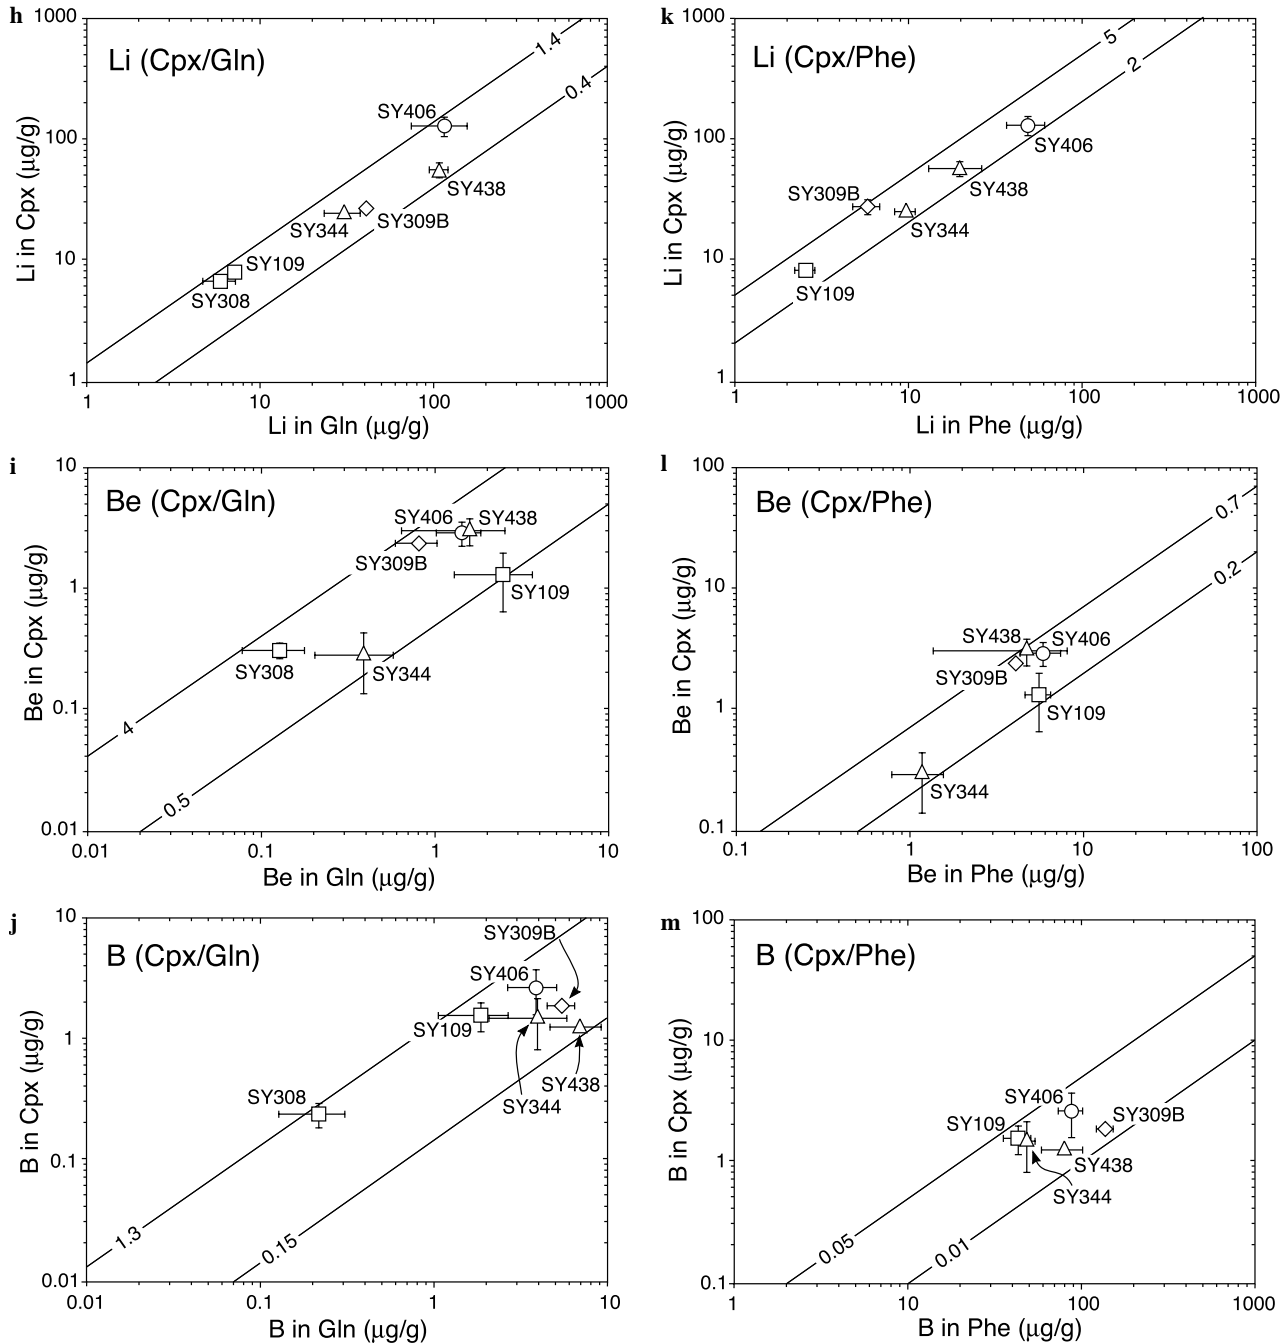 h
Li (Cpx/Gln)
1000
100
10
1
Li in Cpx (µg/g)
1.4
0.4
SY406
SY438
SY344
SY309B
SY109
SY308
1
10
100
1000
Li in Gln (µg/g)
k
Li (Cpx/Phe)
1000
100
10
1
Li in Cpx (µg/g)
5
2
SY406
SY309B
SY438
SY344
SY109
1
10
100
1000
Li in Phe (µg/g)
i
Be (Cpx/Gln)
10
1
0.1
0.01
Be in Cpx (µg/g)
SY406
SY438
SY309B
SY109
SY308
SY344
4
0.5
0.01
0.1
1
10
Be in Gln (µg/g)
l
Be (Cpx/Phe)
100
10
1
0.1
Be in Cpx (µg/g)
0.7
0.2
SY438
SY406
SY309B
SY109
SY344
0.1
1
10
100
Be in Phe (µg/g)
j
B (Cpx/Gln)
10
1
0.1
0.01
B in Cpx (µg/g)
SY309B
SY406
SY109
SY438
SY308
SY344
1.3
0.15
0.01
0.1
1
10
B in Gln (µg/g)
m
B (Cpx/Phe)
100
10
1
0.1
B in Cpx (µg/g)
SY406
SY309B
SY109
SY438
SY344
0.05
0.01
1
10
100
1000
B in Phe (µg/g)